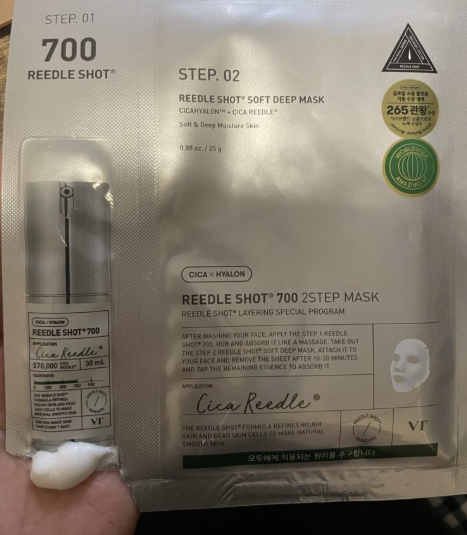 STEP. 01
700
REEDLE SHOT®
STEP. 02
REEDLE SHOT® SOFT DEEP MASK
CICAHYALON™ + CICA REEDLE™
Soft & Deep Moisture Skin
0.88 oz. / 25 g
265관왕
CICA × HYALON
REEDLE SHOT® 700
APPLICATION
Cica Reedle®
30 mL
VT
CICA × HYALON
REEDLE SHOT® 700 2STEP MASK
REEDLE SHOT® LAYERING SPECIAL PROGRAM
AFTER WASHING YOUR FACE, APPLY THE STEP 1 REEDLE
SHOT® 700, RUB AND ABSORB IT LIKE A MASSAGE. TAKE OUT
THE STEP 2 REEDLE SHOT® SOFT DEEP MASK, ATTACH IT TO
YOUR FACE AND REMOVE THE SHEET AFTER 10-20 MINUTES
AND TAP THE REMAINING ESSENCE TO ABSORB IT.
APPLICATION
Cica Reedle®
THE REEDLE SHOT® FORMULA REFINES ROUGH
SKIN AND DEAD SKIN CELLS TO MAKE NATURAL
SMOOTH SKIN
VT
모두에게 적용되는 원리를 추구합니다.